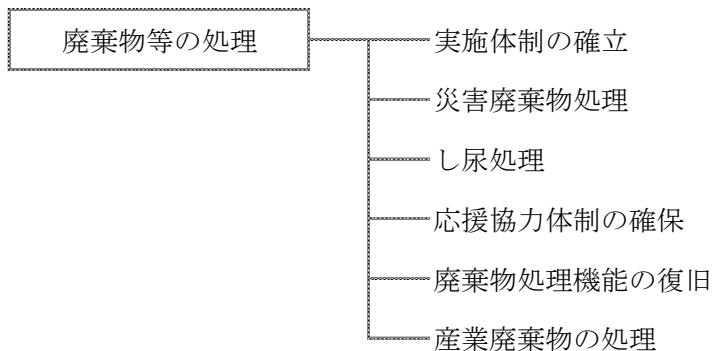 廃棄物等の処理
実施体制の確立
災害廃棄物処理
し尿処理
応援協力体制の確保
廃棄物処理機能の復旧
産業廃棄物の処理